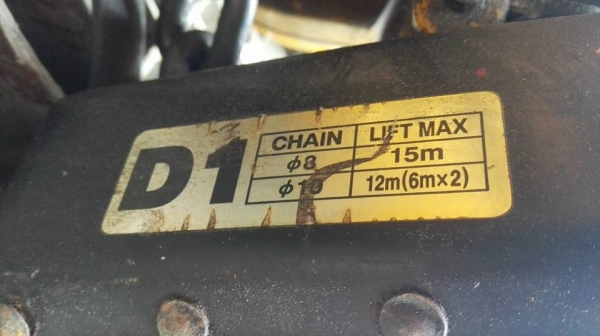 D1
CHAIN LIFT MAX
φ8 15m
φ10 12m(6m×2)